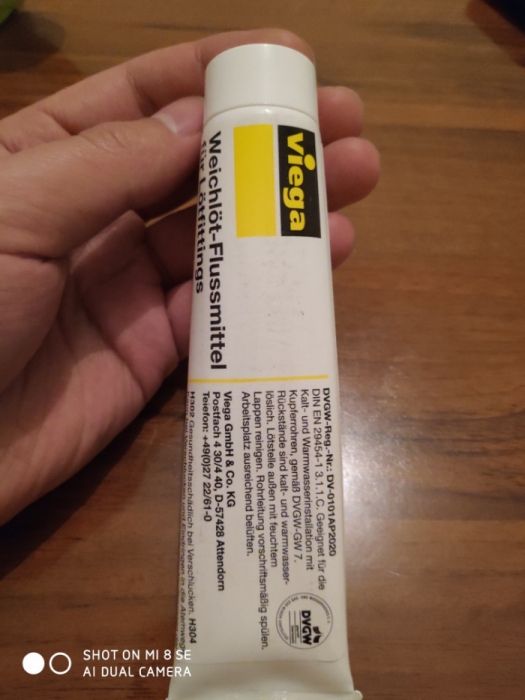 viega
Weichlöt-Flussmittel
für Lötfittings
DVGW-Reg.-Nr.: DV-0101AP2020
DIN EN 29454-1 3.1.1.C. Geeignet für die
Kalt- und Warmwasserinstallation mit
Kupferrohren, gemäß DVGW-GW 7.
Rückstände sind kalt- und warmwasser-
löslich. Lötstelle außen mit feuchtem
Lappen reinigen. Rohrleitung vorschriftsmäßig spülen.
Arbeitsplatz ausreichend belüften.
Viega GmbH & Co. KG
Postfach 4 30/4 40, D-57428 Attendorn
Telefon: +49(0)27 22/61-0
H302 Gesundheitsschädlich bei Verschlucken. H304
DVGW
SHOT ON MI 8 SE
AI DUAL CAMERA